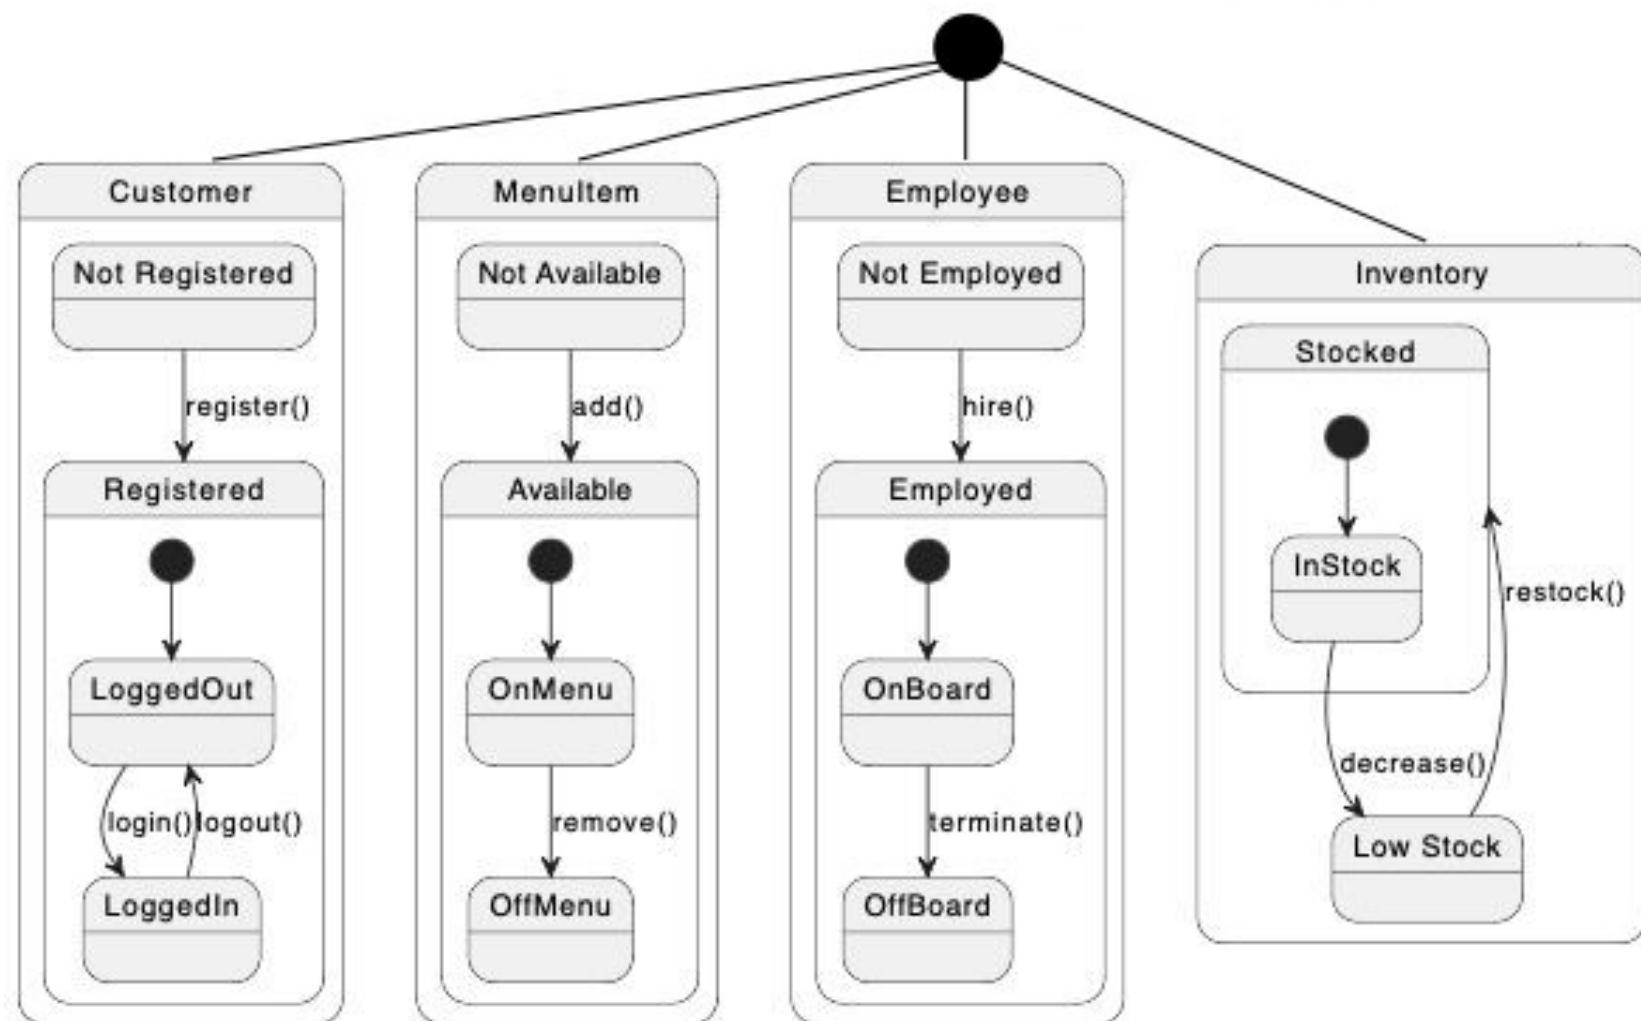 Customer
Not Registered
register()
Registered
LoggedOut
login()
logout()
LoggedIn
MenuItem
Not Available
add()
Available
OnMenu
remove()
OffMenu
Employee
Not Employed
hire()
Employed
OnBoard
terminate()
OffBoard
Inventory
Stocked
InStock
restock()
decrease()
Low Stock